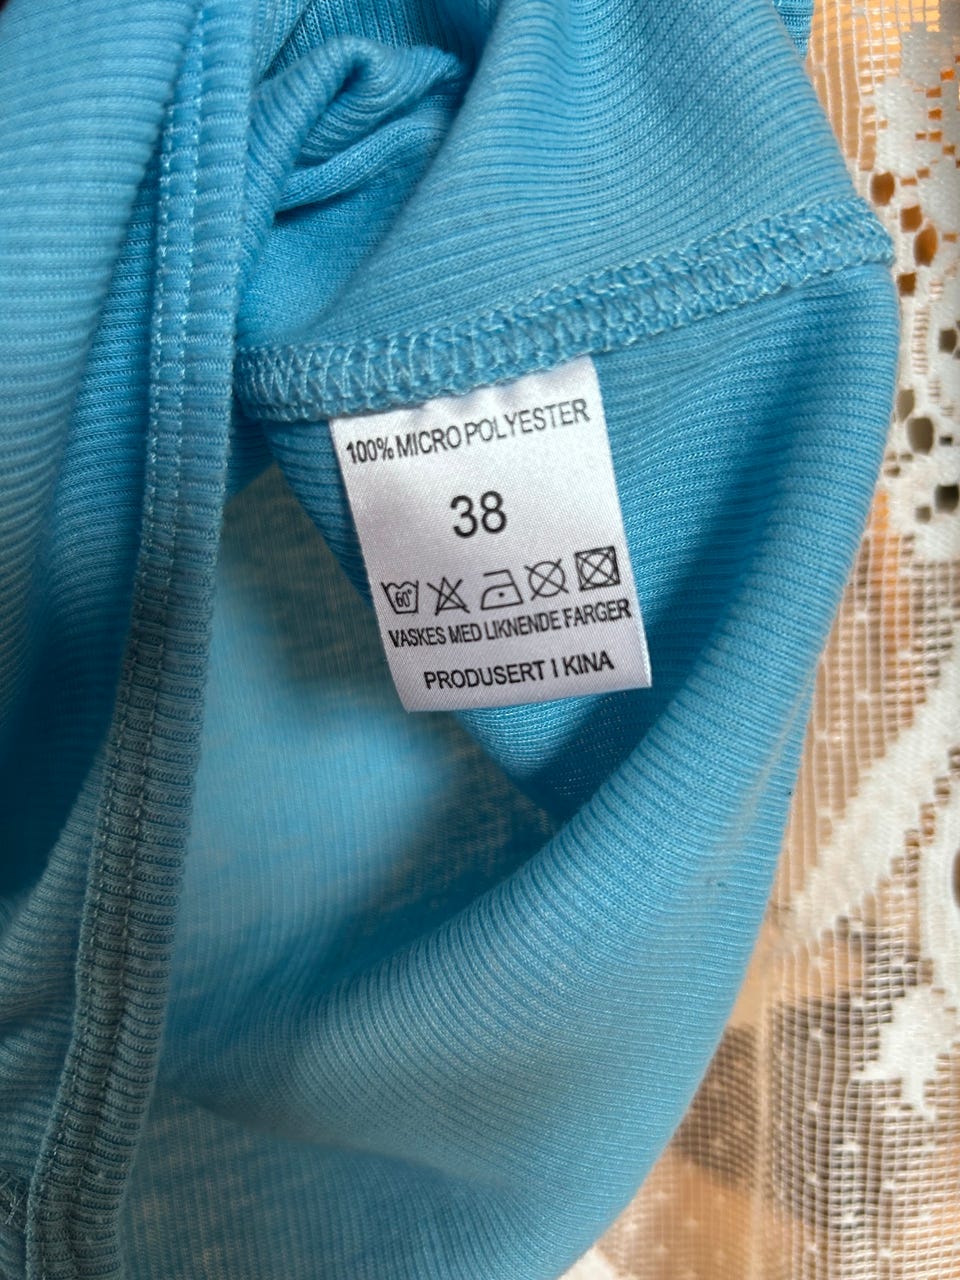 100% MICRO POLYESTER
38
60°
VASKES MED LIKNENDE FARGER
PRODUSERT I KINA